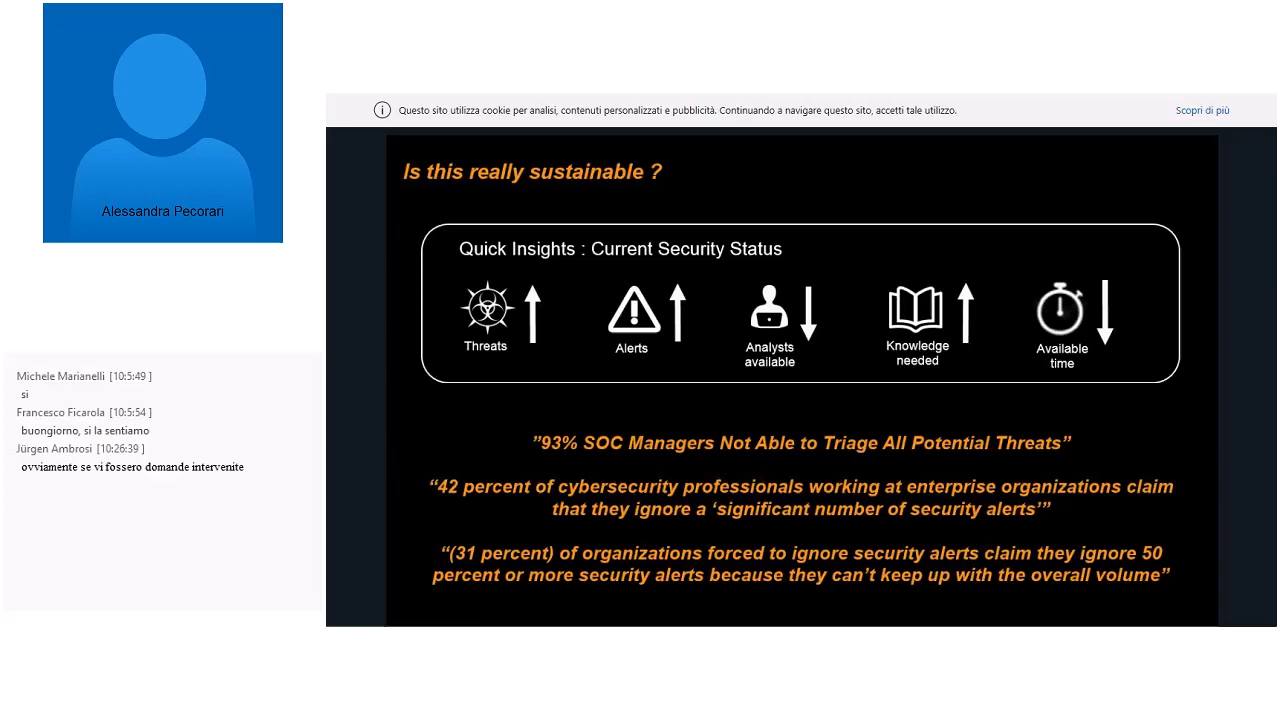 Alessandra Pecorari
Michele Marianelli [10:5:49 ]
si
Francesco Ficarola [10:5:54 ]
buongiorno, si la sentiamo
Jürgen Ambrosi [10:26:39 ]
ovviamente se vi fossero domande intervenite
Questo sito utilizza cookie per analisi, contenuti personalizzati e pubblicità. Continuando a navigare questo sito, accetti tale utilizzo.
Scopri di più
Is this really sustainable ?
Quick Insights : Current Security Status
Threats
Alerts
Analysts
available
Knowledge
needed
Available
time
”93% SOC Managers Not Able to Triage All Potential Threats”
“42 percent of cybersecurity professionals working at enterprise organizations claim
that they ignore a ‘significant number of security alerts’”
“(31 percent) of organizations forced to ignore security alerts claim they ignore 50
percent or more security alerts because they can’t keep up with the overall volume”